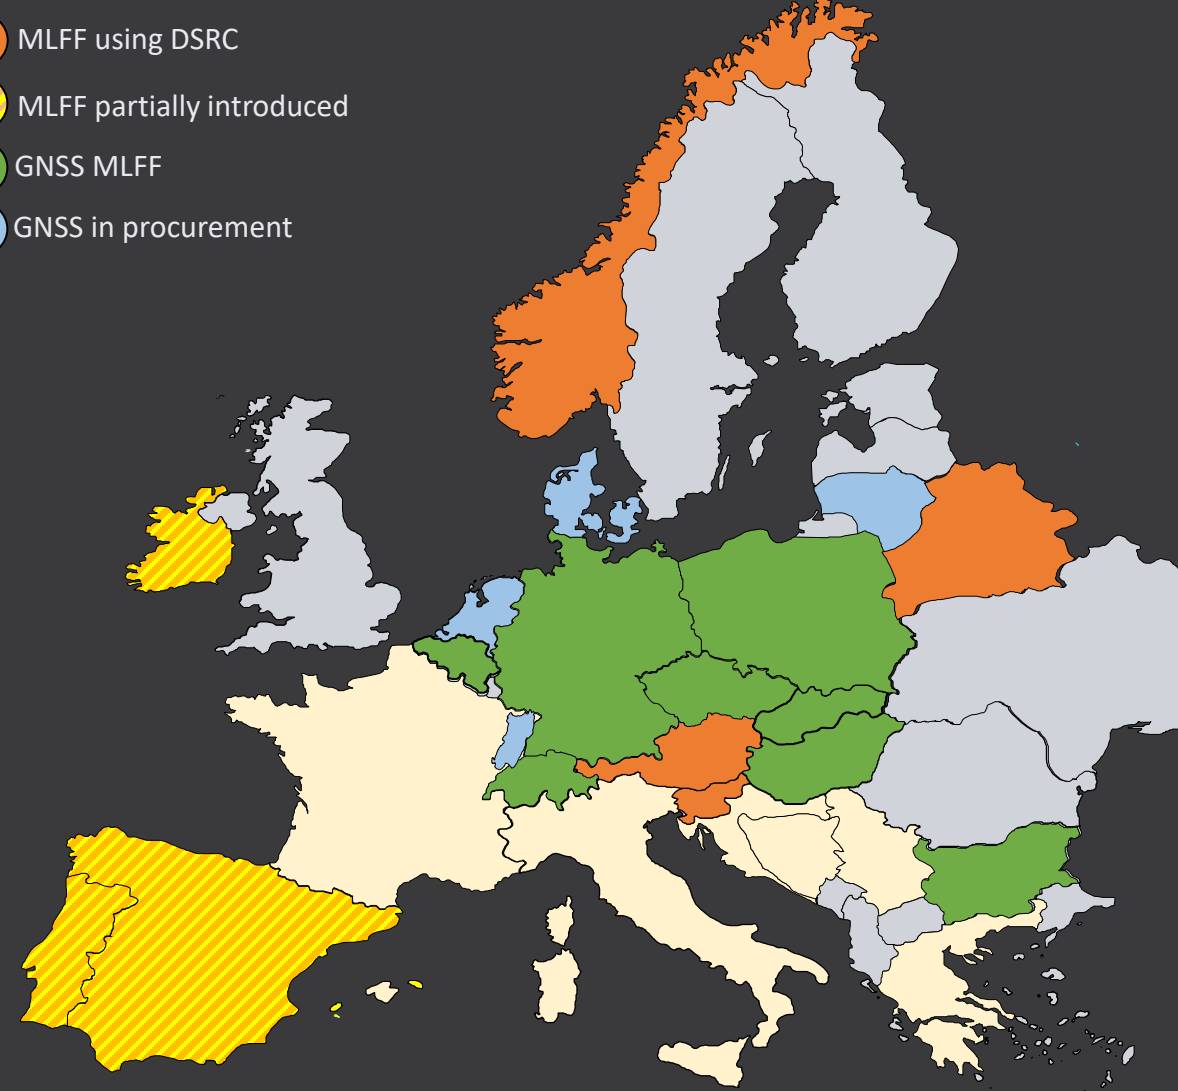 MLFF using DSRC
MLFF partially introduced
GNSS MLFF
GNSS in procurement